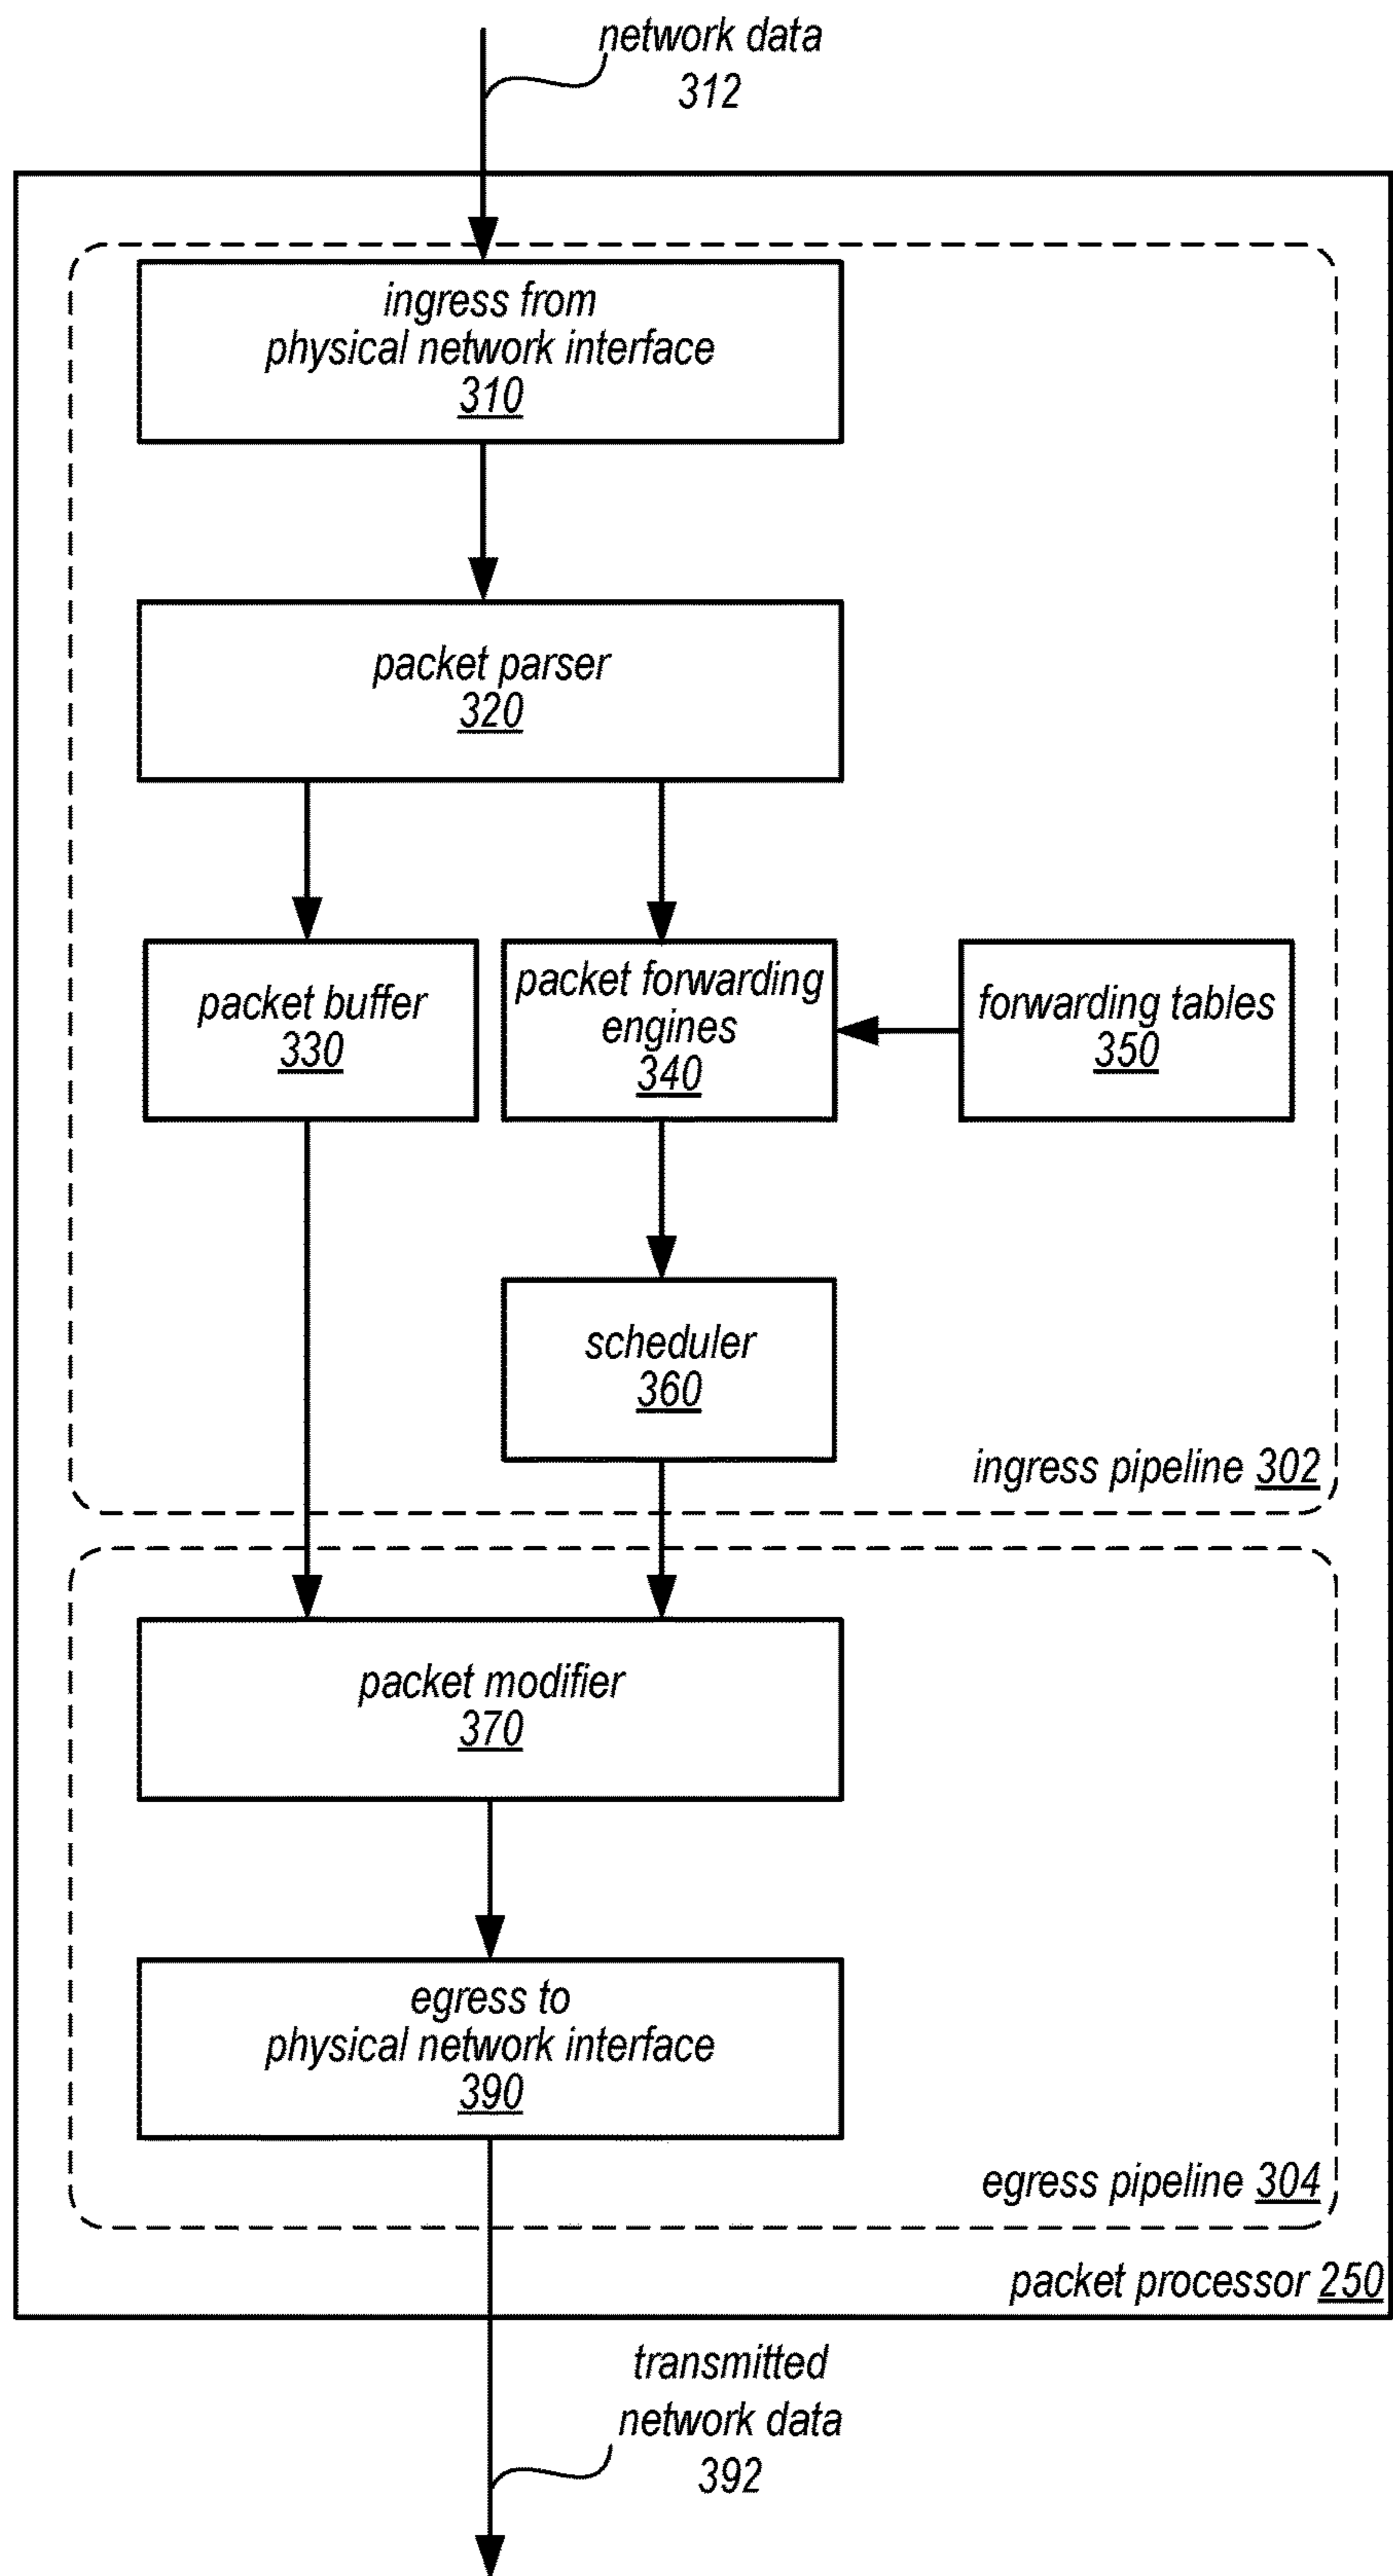 network data
312
ingress from
physical network interface
310
packet parser
320
packet buffer
330
packet forwarding
engines
340
forwarding tables
350
scheduler
360
ingress pipeline 302
packet modifier
370
egress to
physical network interface
390
egress pipeline 304
packet processor 250
transmitted
network data
392